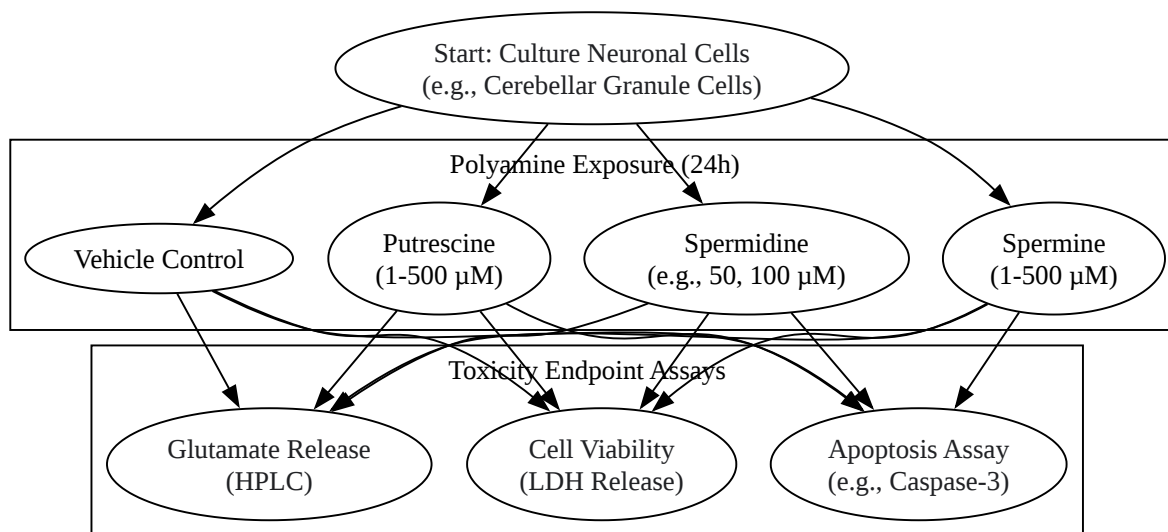 Start: Culture Neuronal Cells
(e.g., Cerebellar Granule Cells)
Polyamine Exposure (24h)
Vehicle Control
Putrescine
(1-500 µM)
Spermidine
(e.g., 50, 100 µM)
Spermine
(1-500 µM)
Toxicity Endpoint Assays
Glutamate Release
(HPLC)
Cell Viability
(LDH Release)
Apoptosis Assay
(e.g., Caspase-3)